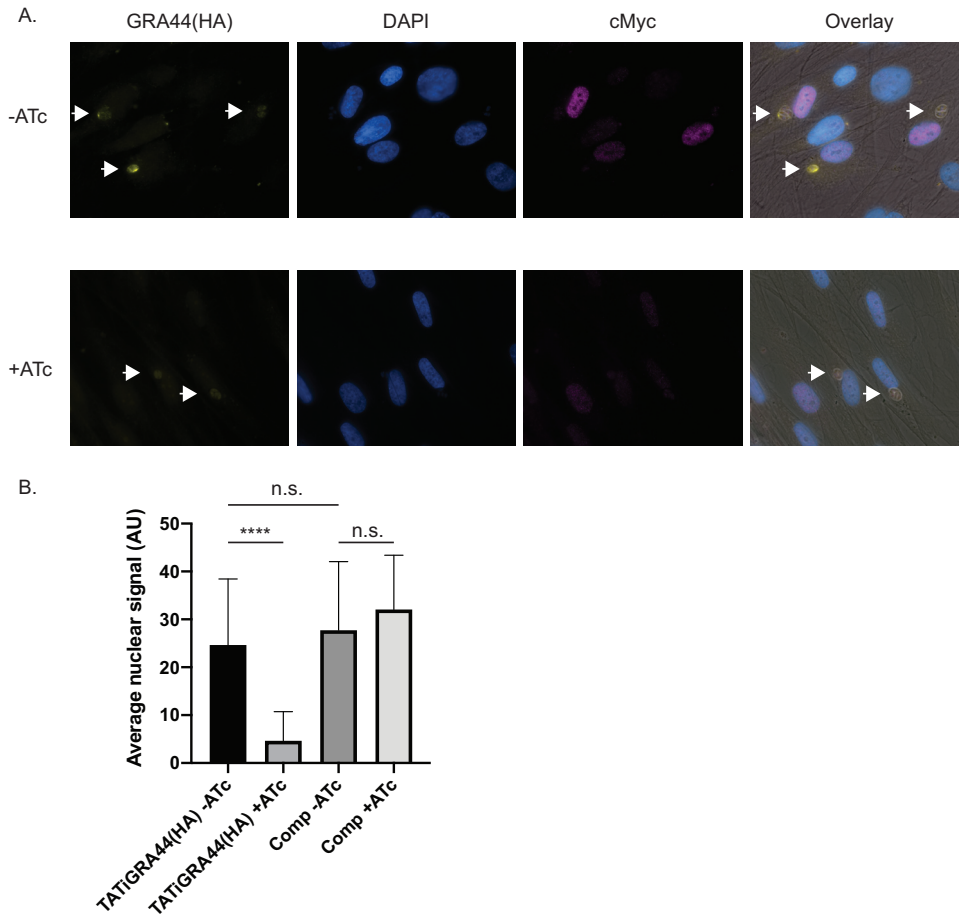 A.
GRA44(HA) DAPI cMyc Overlay
-ATc
+ATc
B.
n.s.
**** n.s.
50
40
30
20
10
0
Average nuclear signal (AU)
TATiGRA44(HA) -ATc
TATiGRA44(HA) +ATc
Comp -ATc
Comp +ATc